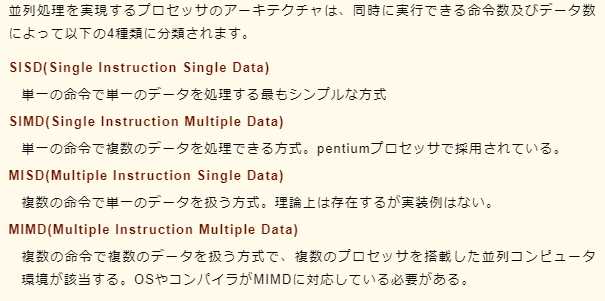 並列処理を実現するプロセッサのアーキテクチャは、同時に実行できる命令数及びデータ数
によって以下の4種類に分類されます。
SISD(Single Instruction Single Data)
単一の命令で単一のデータを処理する最もシンプルな方式
SIMD(Single Instruction Multiple Data)
単一の命令で複数のデータを処理できる方式。pentiumプロセッサで採用されている。
MISD(Multiple Instruction Single Data)
複数の命令で単一のデータを扱う方式。理論上は存在するが実装例はない。
MIMD(Multiple Instruction Multiple Data)
複数の命令で複数のデータを扱う方式で、複数のプロセッサを搭載した並列コンピュータ
環境が該当する。OSやコンパイラがMIMDに対応している必要がある。